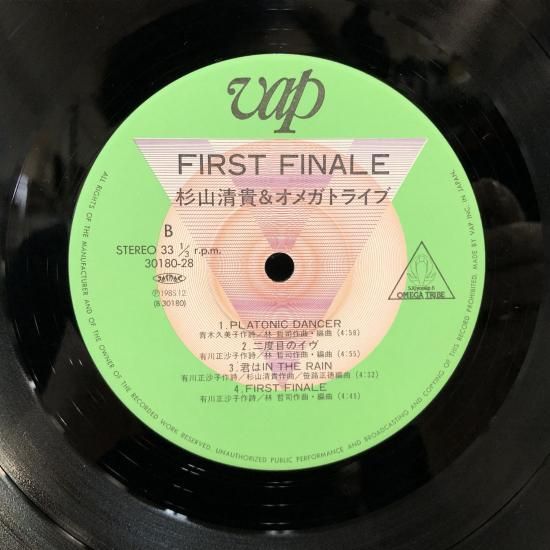 vap
FIRST FINALE
杉山清貴&オメガトライブ
B
STEREO 33 1/3 r.p.m.
30180-28
JASRAC
Ⓟ1985.12
(B 30180)
S.Kiyotaka &
OMEGA TRIBE
1. PLATONIC DANCER
青木久美子作詩/林 哲司作曲・編曲 (4:58)
2. 二度目のイヴ
有川正沙子作詩/林 哲司作曲・編曲 (4:55)
3. 君はIN THE RAIN
有川正沙子作詩/杉山清貴作曲/笹路正徳編曲 (4:32)
4. FIRST FINALE
有川正沙子作詩/林 哲司作曲・編曲 (4:45)
ALL RIGHTS OF THE MANUFACTURER AND OF THE OWNER OF THE RECORDED WORK RESERVED. UNAUTHORIZED PUBLIC PERFORMANCE AND BROADCASTING AND COPYING OF THIS RECORD PROHIBITED. MADE BY VAP INC. IN JAPAN.